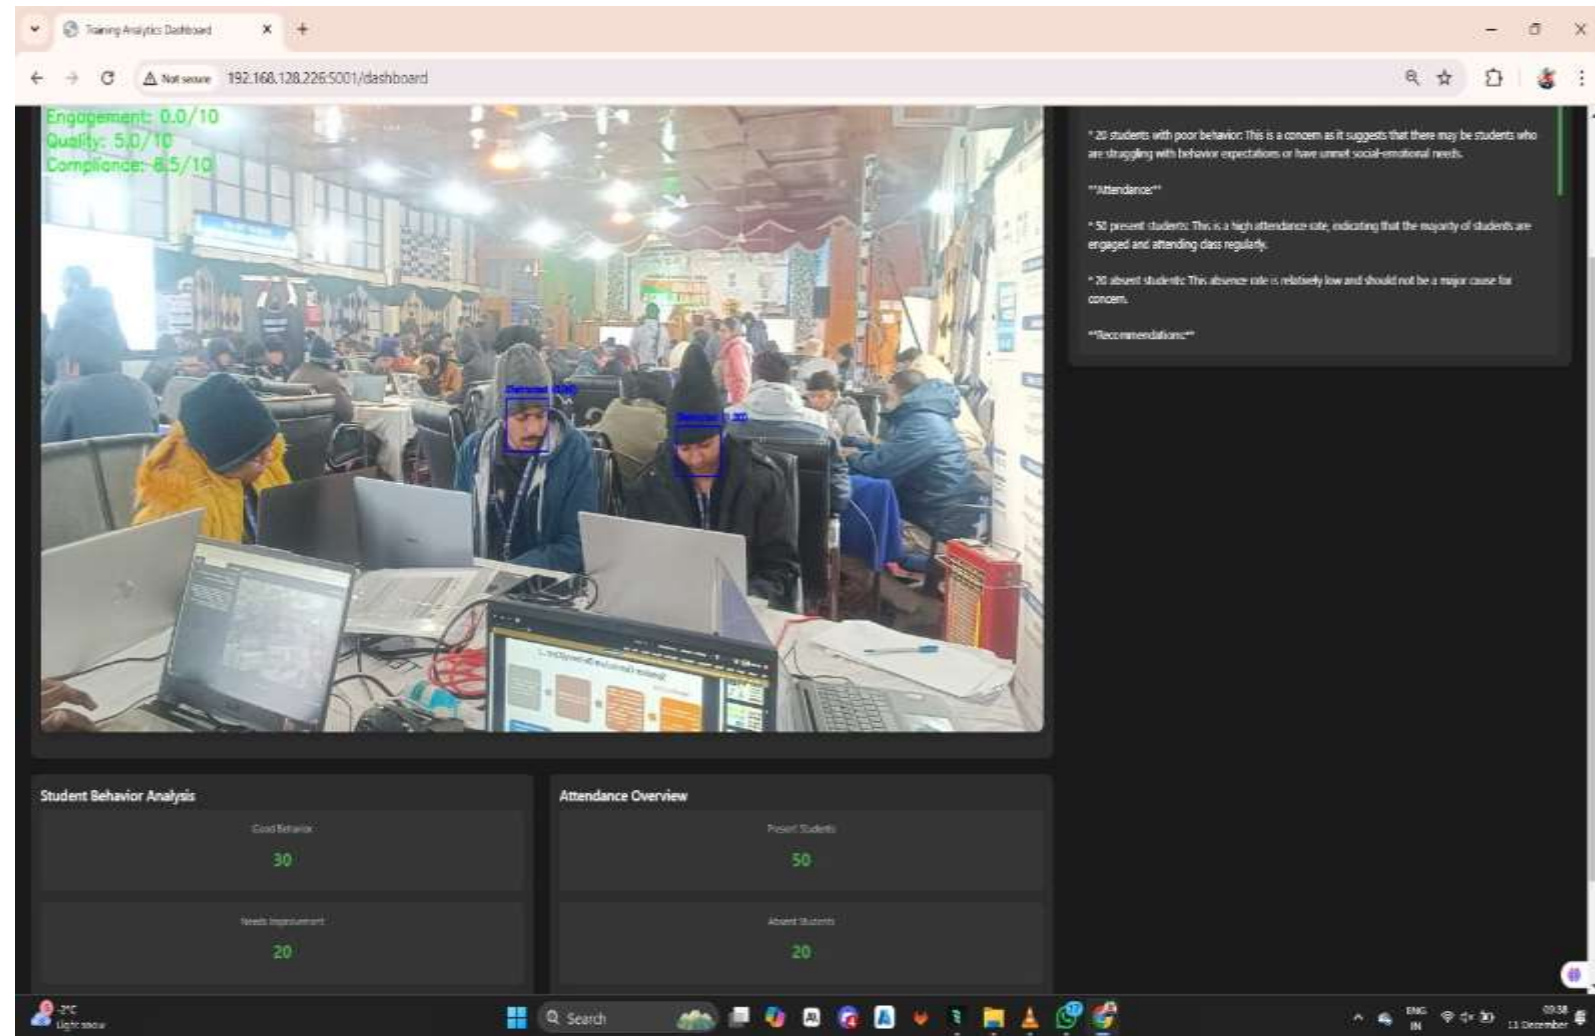 Training Analytics Dashboard
Not secure
192.168.128.226:5001/dashboard
Engagement: 0.0/10
Quality: 5.0/10
Compliance: 8.5/10
* 20 students with poor behavior: This is a concern as it suggests that there may be students who
are struggling with behavior expectations or have unmet social-emotional needs.
**Attendance:**
* 50 present students: This is a high attendance rate, indicating that the majority of students are
engaged and attending class regularly.
* 20 absent students: This absence rate is relatively low and should not be a major cause for
concern.
**Recommendations:**
Student Behavior Analysis
Good Behavior
30
Needs Improvement
20
Attendance Overview
Present Students
50
Absent Students
20
-2°C
Light snow
Search
ENG
IN
09:38
13 December